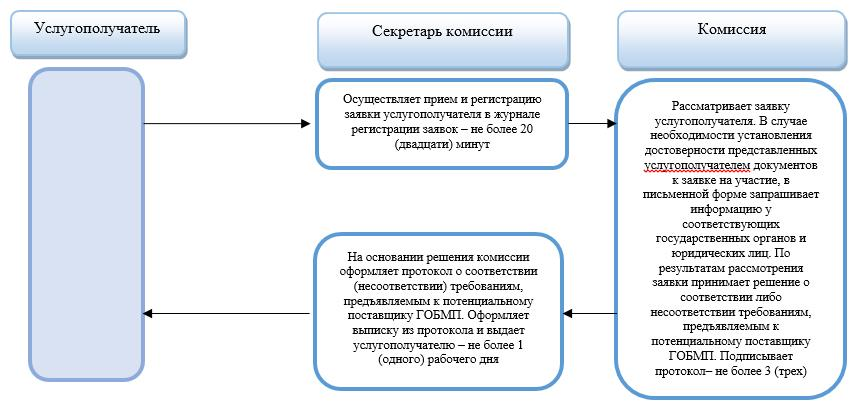 Услугополучатель
Секретарь комиссии
Комиссия
Осуществляет прием и регистрацию
заявки услугополучателя в журнале
регистрации заявок – не более 20
(двадцати) минут
Рассматривает заявку
услугополучателя. В случае
необходимости установления
достоверности представленных
услугополучателем документов
к заявке на участие, в
письменной форме запрашивает
информацию у
соответствующих
государственных органов и
юридических лиц. По
результатам рассмотрения
заявки принимает решение о
соответствии либо
несоответствии требованиям,
предъявляемым к
потенциальному поставщику
ГОБМП. Подписывает
протокол– не более 3 (трех)
На основании решения комиссии
оформляет протокол о соответствии
(несоответствии) требованиям,
предъявляемым к потенциальному
поставщику ГОБМП. Оформляет
выписку из протокола и выдает
услугополучателю – не более 1
(одного) рабочего дня